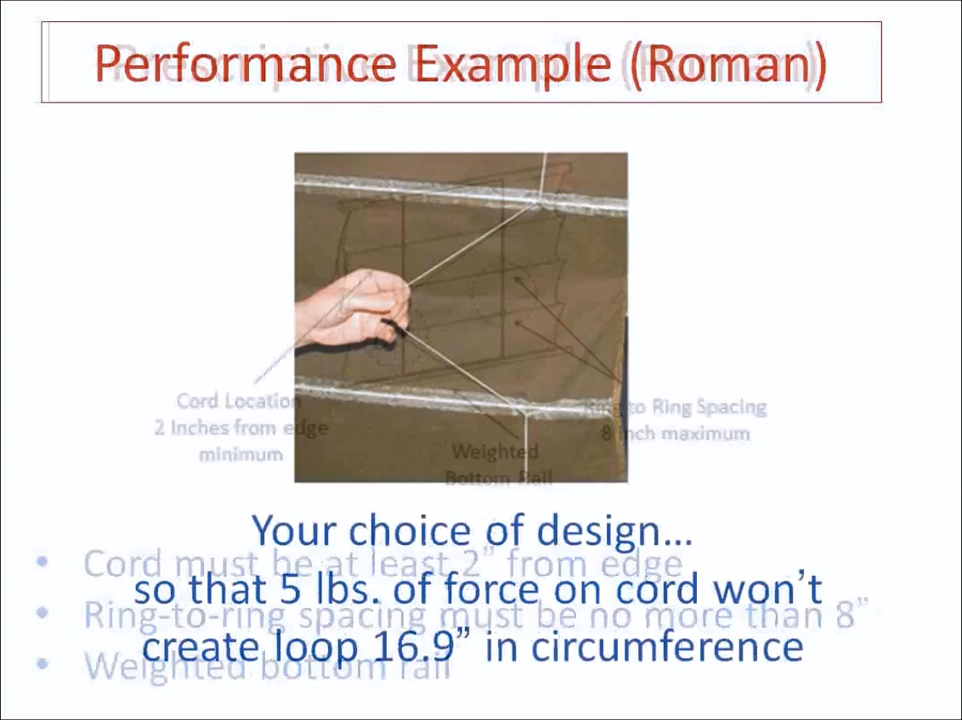 Performance Example (Roman)
Prescriptive Example (Roman)
Cord Location
2 Inches from edge
minimum
Ring to Ring Spacing
8 inch maximum
Weighted
Bottom Rail
Your choice of design...
so that 5 lbs. of force on cord won't
create loop 16.9” in circumference
• Cord must be at least 2” from edge
• Ring-to-ring spacing must be no more than 8”
• Weighted bottom rail